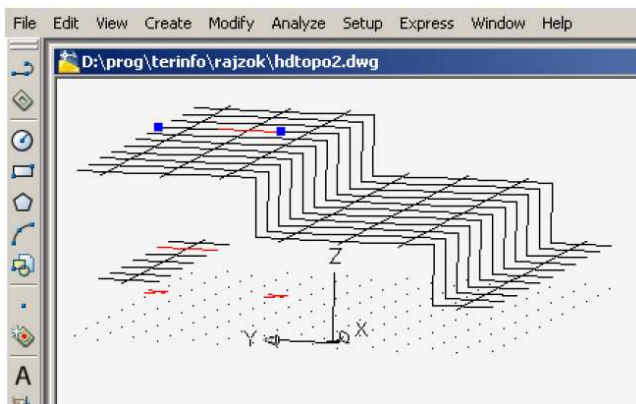 File Edit View Create Modify Analyze Setup Express Window Help
D:\prog\terinfo\rajzok\hdtopo2.dwg
Z
Y X
A